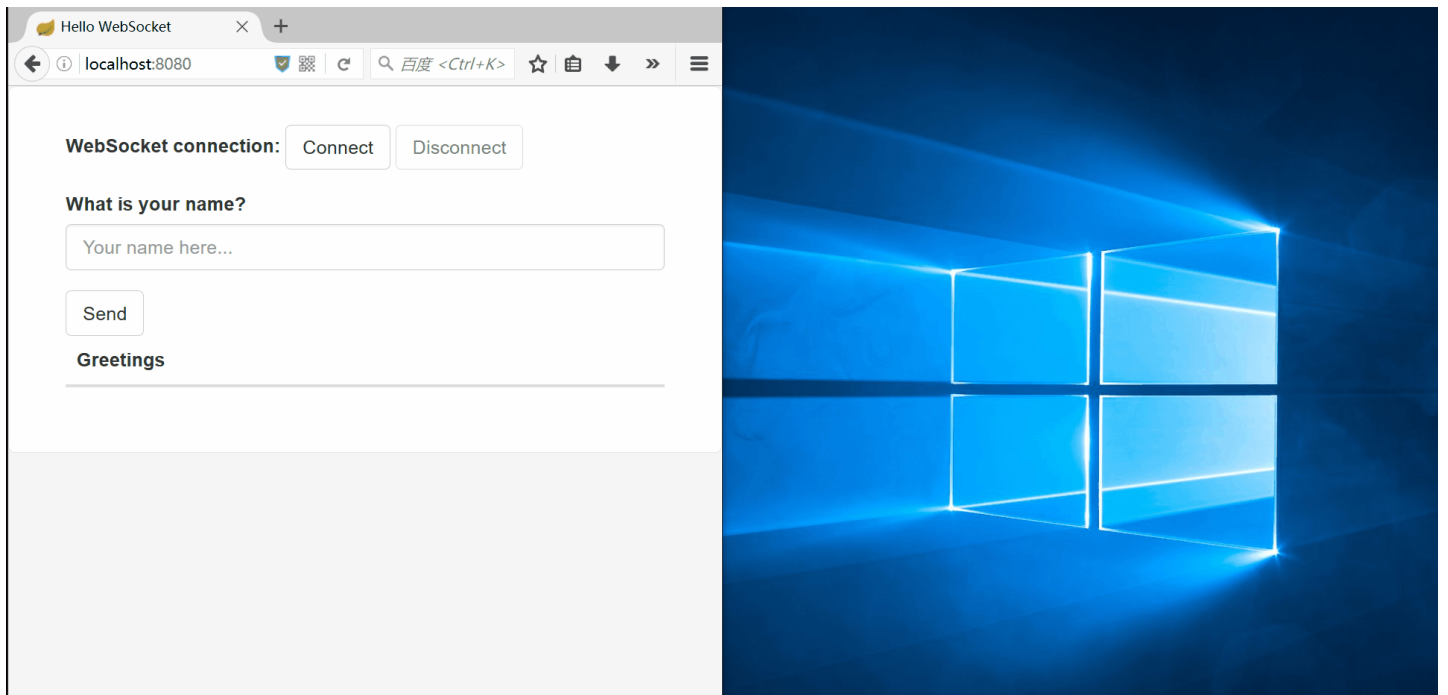 Hello WebSocket
localhost:8080
百度 <Ctrl+K>
WebSocket connection: Connect Disconnect
What is your name?
Your name here...
Send
Greetings